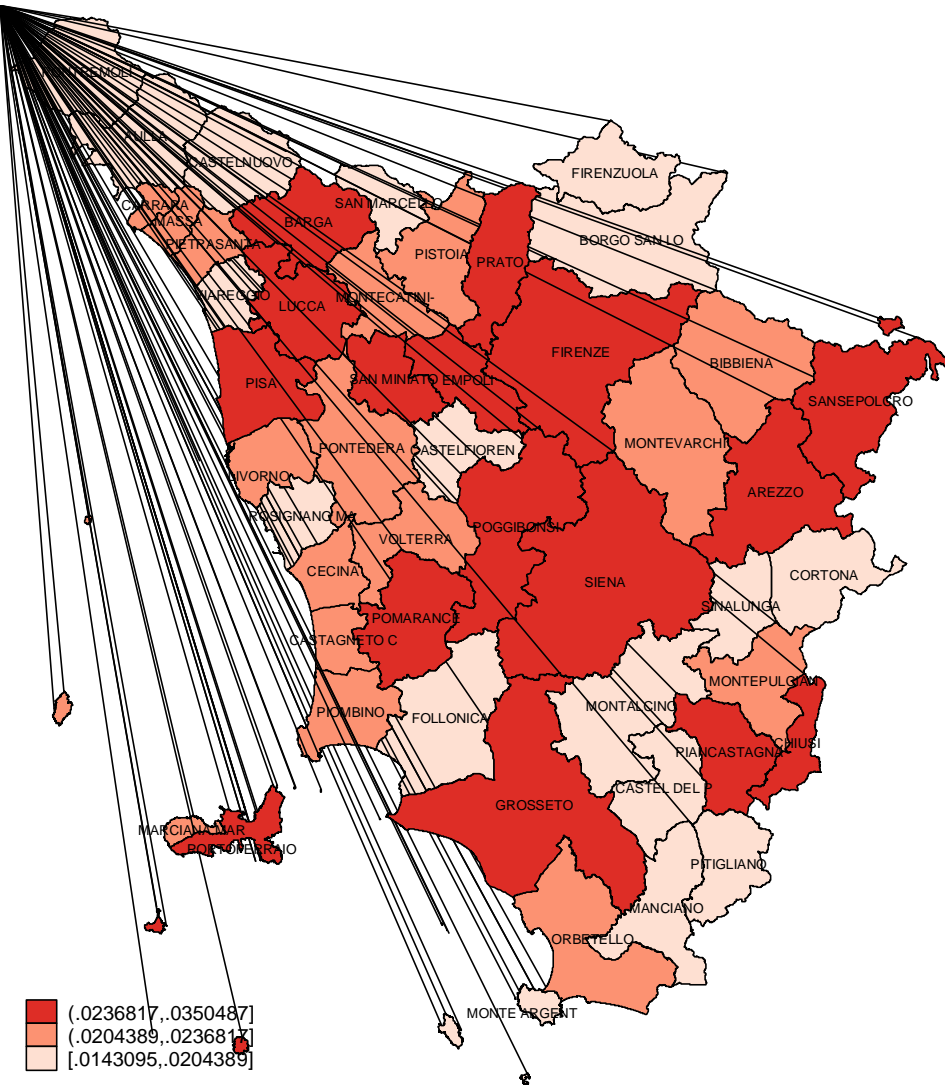 PONTREMOLI
AULLA
CASTELNUOVO
FIRENZUOLA
CARRARA
SAN MARCELLO
MASSA
BARGA
PIETRASANTA
BORGO SAN LO
PISTOIA
PRATO
VIAREGGIO
LUCCA
MONTECATINI-
FIRENZE
BIBBIENA
PISA
SAN MINIATO
EMPOLI
SANSEPOLCRO
MONTEVARCHI
PONTEDERA
CASTELFIOREN
LIVORNO
AREZZO
ROSIGNANO MA
POGGIBONSI
VOLTERRA
CECINA
SIENA
CORTONA
SINALUNGA
POMARANCE
CASTAGNETO C
MONTEPULCIAN
PIOMBINO
FOLLONICA
MONTALCINO
CHIUSI
PIANCASTAGNA
CASTEL DEL P
GROSSETO
MARCIANA MAR
PORTOFERRAIO
PITIGLIANO
MANCIANO
ORBETELLO
MONTE ARGENT
(.0236817,.0350487]
(.0204389,.0236817]
[.0143095,.0204389]